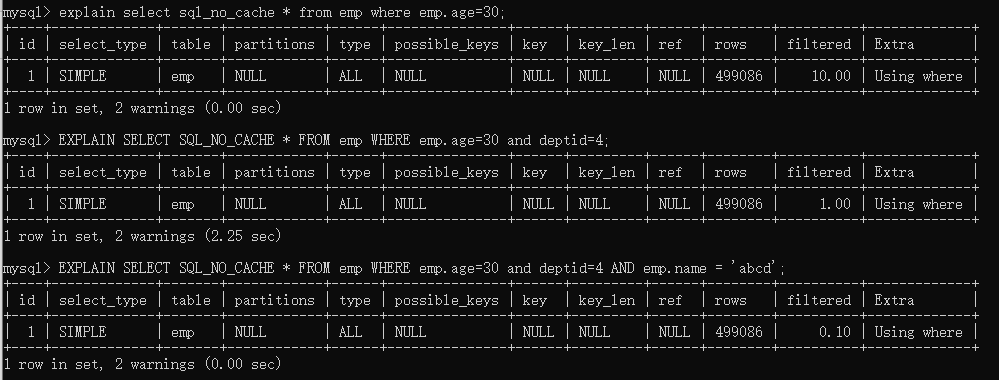 mysql> explain select sql_no_cache * from emp where emp.age=30;
+----+-------------+-------+------------+------+---------------+------+---------+------+--------+----------+-------------+
| id | select_type | table | partitions | type | possible_keys | key  | key_len | ref  | rows   | filtered | Extra       |
+----+-------------+-------+------------+------+---------------+------+---------+------+--------+----------+-------------+
|  1 | SIMPLE      | emp   | NULL       | ALL  | NULL          | NULL | NULL    | NULL | 499086 |    10.00 | Using where |
+----+-------------+-------+------------+------+---------------+------+---------+------+--------+----------+-------------+
1 row in set, 2 warnings (0.00 sec)
mysql> EXPLAIN SELECT SQL_NO_CACHE * FROM emp WHERE emp.age=30 and deptid=4;
+----+-------------+-------+------------+------+---------------+------+---------+------+--------+----------+-------------+
| id | select_type | table | partitions | type | possible_keys | key  | key_len | ref  | rows   | filtered | Extra       |
+----+-------------+-------+------------+------+---------------+------+---------+------+--------+----------+-------------+
|  1 | SIMPLE      | emp   | NULL       | ALL  | NULL          | NULL | NULL    | NULL | 499086 |     1.00 | Using where |
+----+-------------+-------+------------+------+---------------+------+---------+------+--------+----------+-------------+
1 row in set, 2 warnings (2.25 sec)
mysql> EXPLAIN SELECT SQL_NO_CACHE * FROM emp WHERE emp.age=30 and deptid=4 AND emp.name = 'abcd';
+----+-------------+-------+------------+------+---------------+------+---------+------+--------+----------+-------------+
| id | select_type | table | partitions | type | possible_keys | key  | key_len | ref  | rows   | filtered | Extra       |
+----+-------------+-------+------------+------+---------------+------+---------+------+--------+----------+-------------+
|  1 | SIMPLE      | emp   | NULL       | ALL  | NULL          | NULL | NULL    | NULL | 499086 |     0.10 | Using where |
+----+-------------+-------+------------+------+---------------+------+---------+------+--------+----------+-------------+
1 row in set, 2 warnings (0.00 sec)